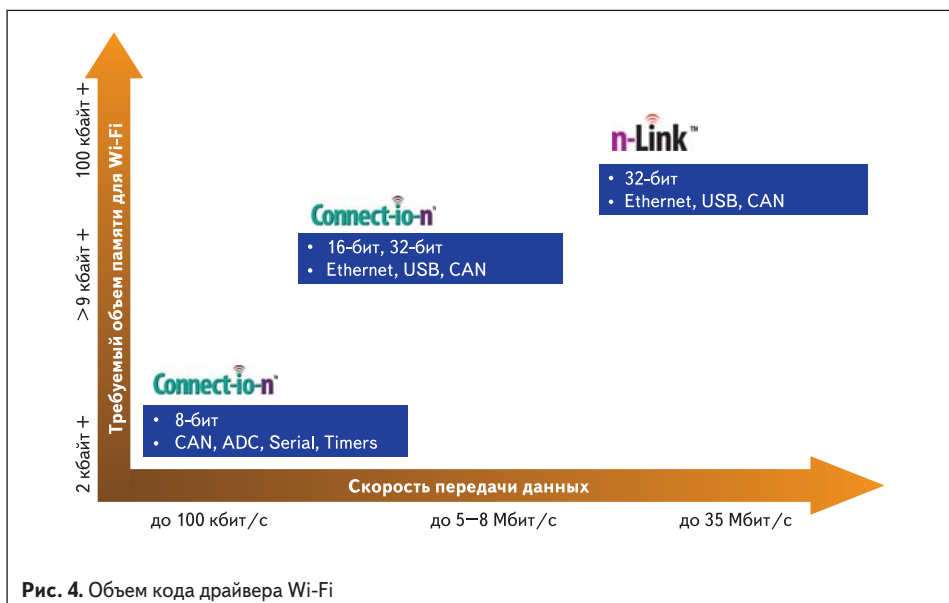 100 кбайт +
>9 кбайт +
2 кбайт +
Требуемый объем памяти для Wi-Fi
n-Link™
• 32-бит
• Ethernet, USB, CAN
Connect-io-n™
• 16-бит, 32-бит
• Ethernet, USB, CAN
Connect-io-n™
• 8-бит
• CAN, ADC, Serial, Timers
Скорость передачи данных
до 100 кбит/с
до 5–8 Мбит/с
до 35 Мбит/с
Рис. 4. Объем кода драйвера Wi-Fi